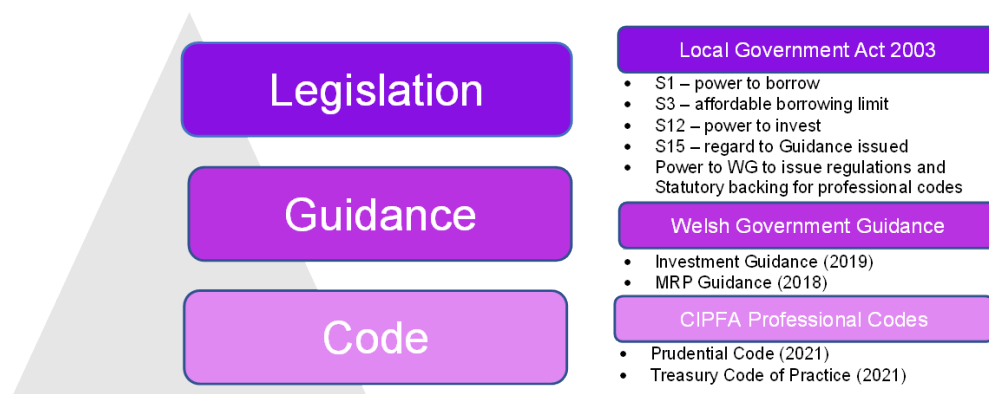 Legislation
Guidance
Code
Local Government Act 2003
• S1 – power to borrow
• S3 – affordable borrowing limit
• S12 – power to invest
• S15 – regard to Guidance issued
• Power to WG to issue regulations and
Statutory backing for professional codes
Welsh Government Guidance
• Investment Guidance (2019)
• MRP Guidance (2018)
CIPFA Professional Codes
• Prudential Code (2021)
• Treasury Code of Practice (2021)